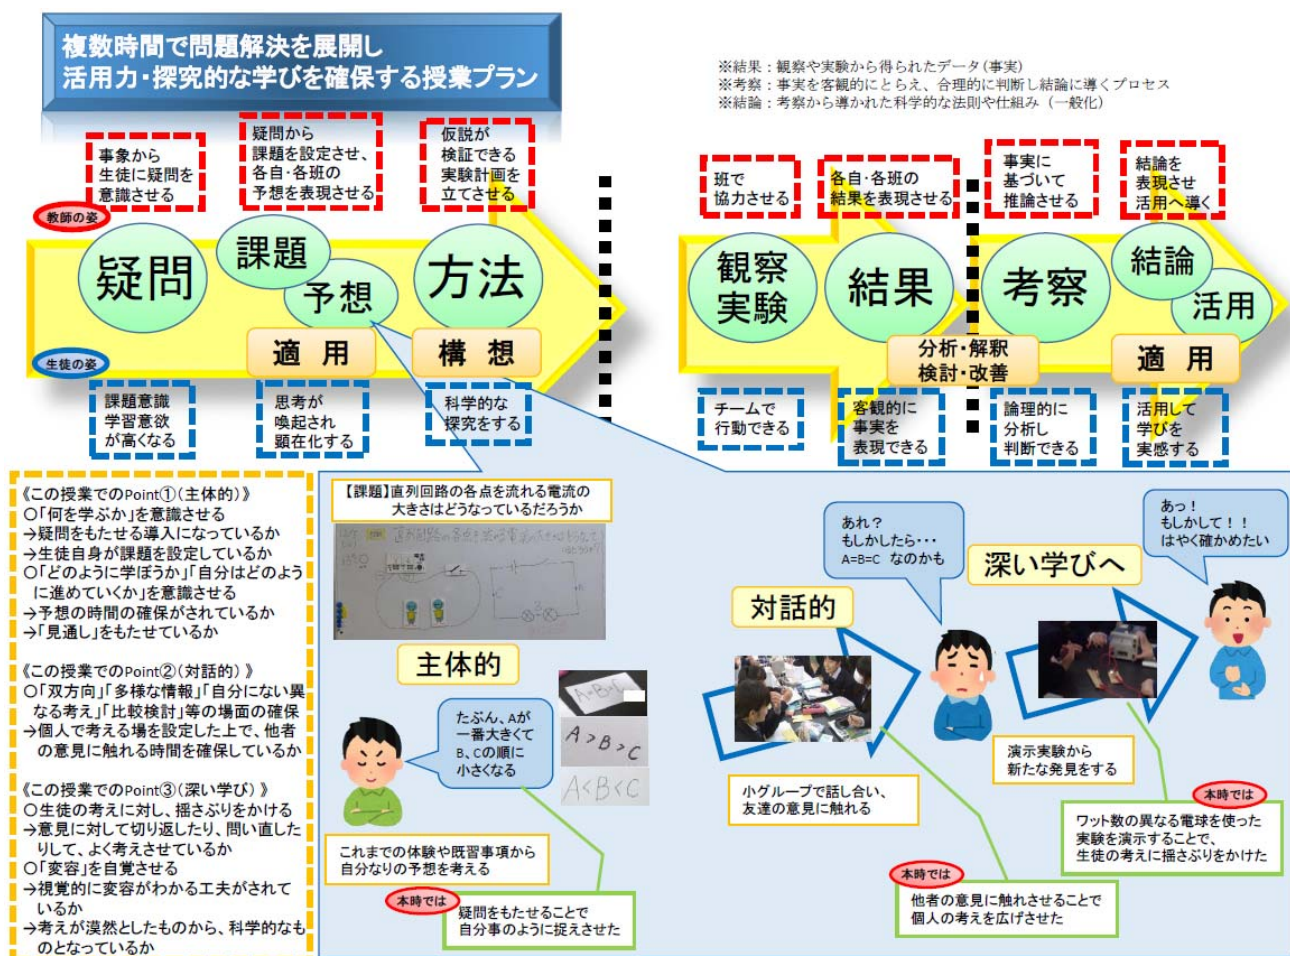 複数時間で問題解決を展開し
活用力・探究的な学びを確保する授業プラン
※結果：観察や実験から得られたデータ（事実）
※考察：事実を客観的にとらえ、合理的に判断し結論に導くプロセス
※結論：考察から導かれた科学的な法則や仕組み（一般化）
事象から
生徒に疑問を
意識させる
疑問から
課題を設定させ、
各自・各班の
予想を表現させる
仮説が
検証できる
実験計画を
立てさせる
班で
協力させる
各自・各班の
結果を表現させる
事実に
基づいて
推論させる
結論を
表現させ
活用へ導く
教師の姿
疑問
課題
予想
方法
観察
実験
結果
考察
結論
活用
適 用
構 想
分析・解釈
検討・改善
適 用
生徒の姿
課題意識
学習意欲
が高くなる
思考が
喚起され
顕在化する
科学的な
探究をする
チームで
行動できる
客観的に
事実を
表現できる
論理的に
分析し
判断できる
活用して
学びを
実感する
《この授業でのPoint①（主体的）》
○「何を学ぶか」を意識させる
→疑問をもたせる導入になっているか
→生徒自身が課題を設定しているか
○「どのように学ぼうか」「自分はどのよう
に進めていくか」を意識させる
→予想の時間の確保がされているか
→「見通し」をもたせているか
《この授業でのPoint②（対話的）》
○「双方向」「多様な情報」「自分にない異
なる考え」「比較検討」等の場面の確保
→個人で考える場を設定した上で、他者
の意見に触れる時間を確保しているか
《この授業でのPoint③（深い学び）》
○生徒の考えに対し、揺さぶりをかける
→意見に対して切り返したり、問い直した
りして、よく考えさせているか
○「変容」を自覚させる
→視覚的に変容がわかる工夫がされて
いるか
→考えが漠然としたものから、科学的なも
のとなっているか
【課題】直列回路の各点を流れる電流の
大きさはどうなっているだろうか
主体的
たぶん、Aが
一番大きくて
B、Cの順に
小さくなる
A=B=C
A>B>C
A<B<C
これまでの体験や既習事項から
自分なりの予想を考える
本時では
疑問をもたせることで
自分事のように捉えさせた
対話的
あれ？
もしかしたら・・・
A=B=C なのかも
小グループで話し合い、
友達の意見に触れる
本時では
他者の意見に触れさせることで
個人の考えを広げさせた
深い学びへ
あっ！
もしかして！！
はやく確かめたい
演示実験から
新たな発見をする
本時では
ワット数の異なる電球を使った
実験を演示することで、
生徒の考えに揺さぶりをかけた